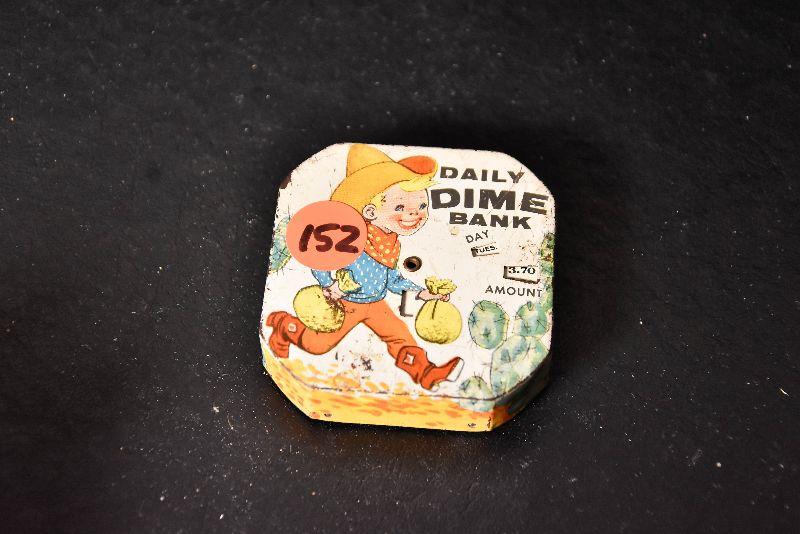 DAILY
DIME
BANK
DAY
TUES.
3.70
AMOUNT
152